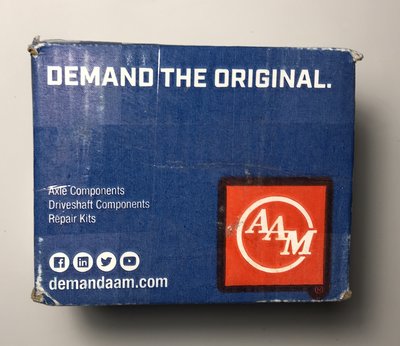 DEMAND THE ORIGINAL.
Axle Components
Driveshaft Components
Repair Kits
AAM
®
demandaam.com